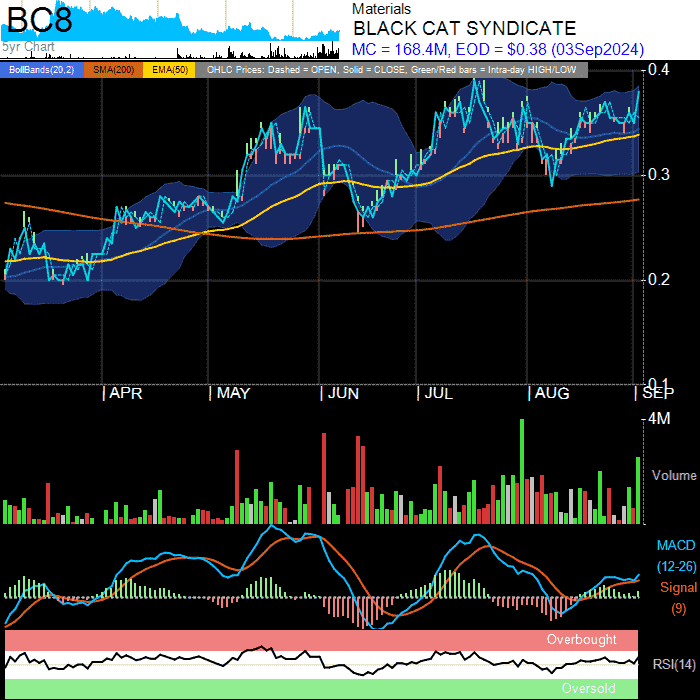 BC8
5yr Chart
Materials
BLACK CAT SYNDICATE
MC = 168.4M, EOD = $0.38 (03Sep2024)
BollBands(20,2) SMA(200) EMA(50) OHLC Prices: Dashed = OPEN, Solid = CLOSE, Green/Red bars = Intra-day HIGH/LOW
0.4
0.3
0.2
0.1
APR MAY JUN JUL AUG SEP
4M
Volume
MACD
(12-26)
Signal
(9)
Overbought
RSI(14)
Oversold